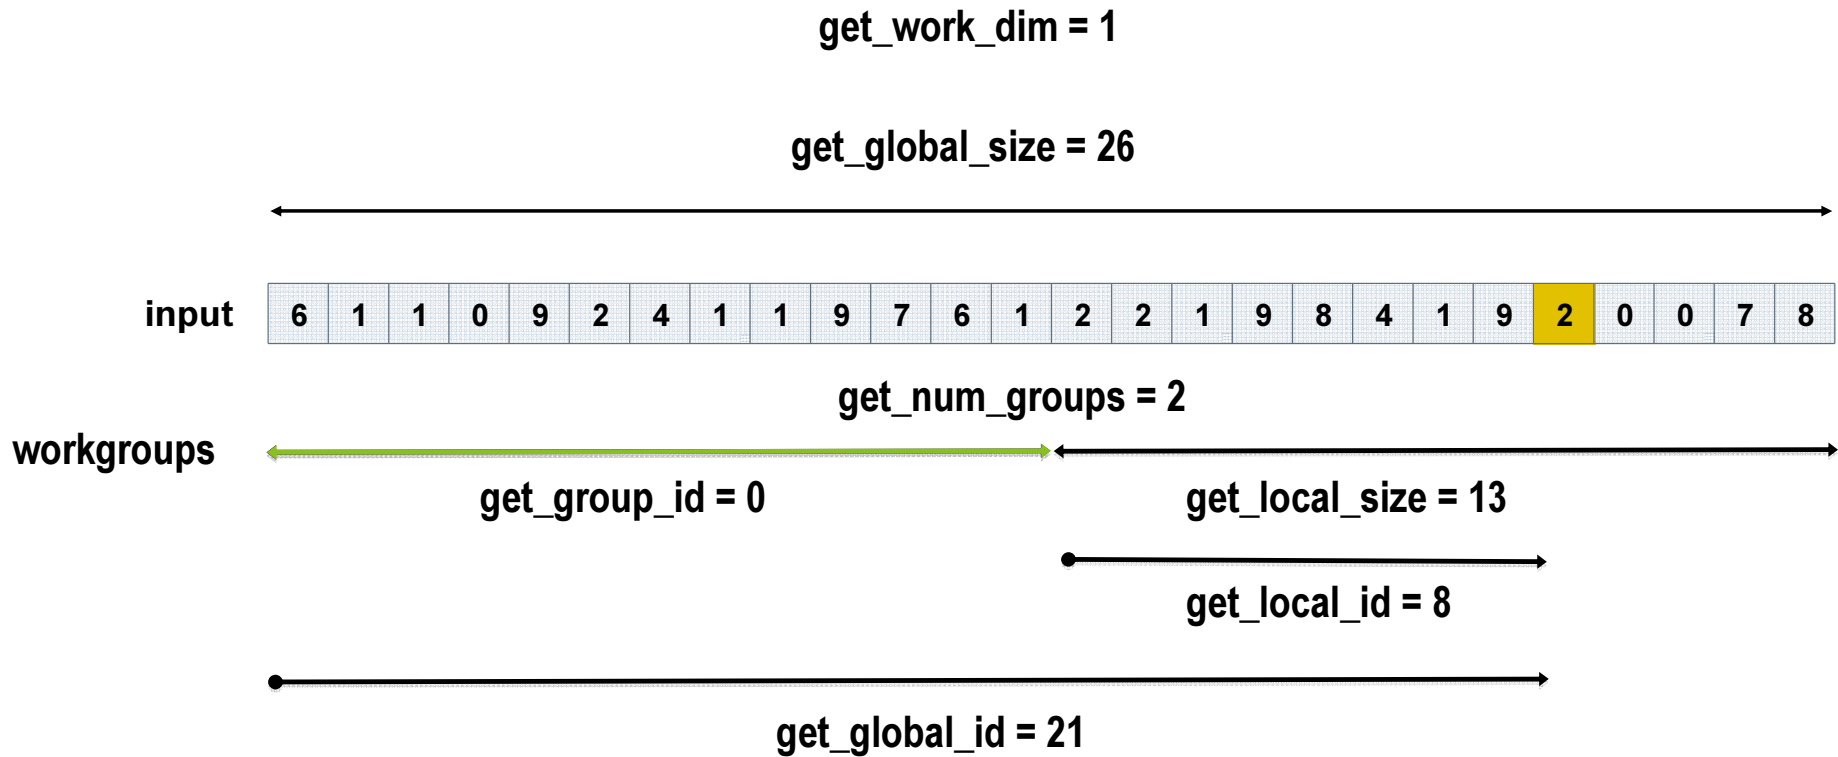 get_work_dim = 1
get_global_size = 26
input 6 1 1 0 9 2 4 1 1 9 7 6 1 2 2 1 9 8 4 1 9 2 0 0 7 8
get_num_groups = 2
workgroups
get_group_id = 0 get_local_size = 13
get_local_id = 8
get_global_id = 21